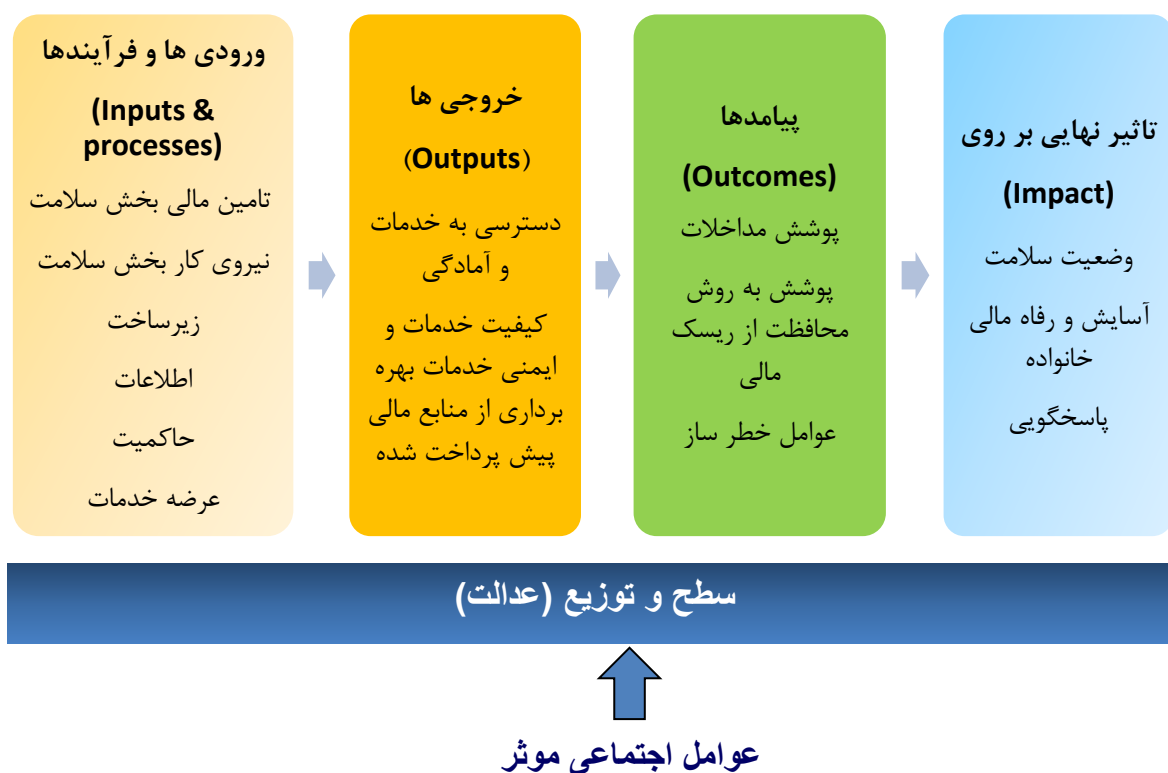 ورودی ها و فرآیندها
(Inputs &
processes)
تامین مالی بخش سلامت
نیروی کار بخش سلامت
زیرساخت
اطلاعات
حاکمیت
عرضه خدمات
خروجی ها
(Outputs)
دسترسی به خدمات
و آمادگی
کیفیت خدمات و
ایمنی خدمات بهره
برداری از منابع مالی
پیش پرداخت شده
پیامدها
(Outcomes)
پوشش مداخلات
پوشش به روش
محافظت از ریسک
مالی
عوامل خطر ساز
تاثیر نهایی بر روی
(Impact)
وضعیت سلامت
آسایش و رفاه مالی
خانواده
پاسخگویی
سطح و توزیع (عدالت)
عوامل اجتماعی موثر